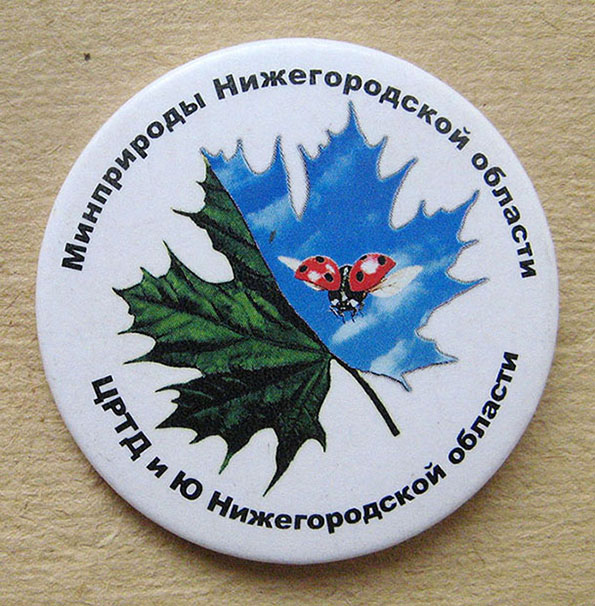 Минприроды Нижегородской области
ЦРТД и Ю Нижегородской области